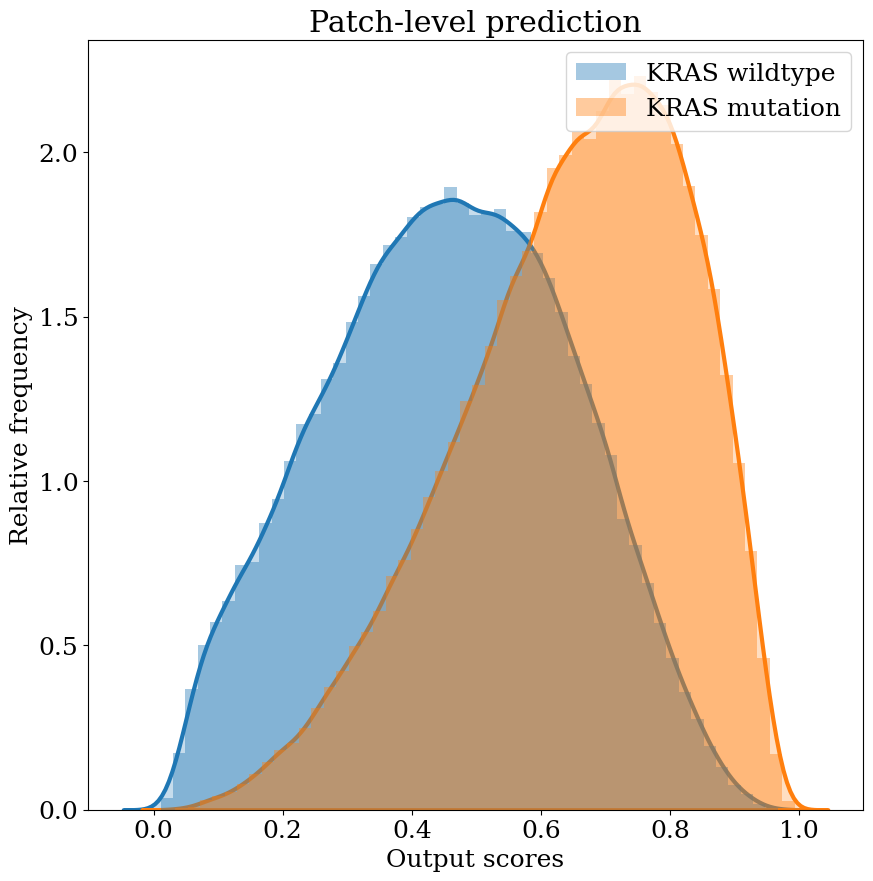 Patch-level prediction
KRAS wildtype
KRAS mutation
Relative frequency
2.0
1.5
1.0
0.5
0.0
0.0 0.2 0.4 0.6 0.8 1.0
Output scores